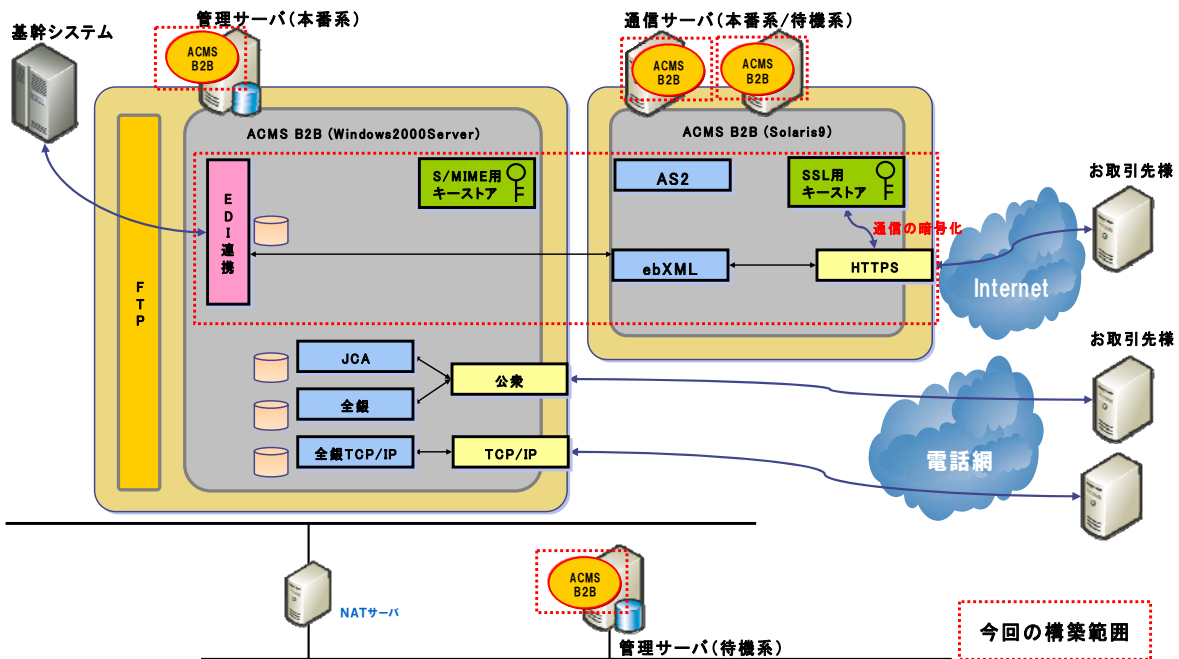 管理サーバ(本番系)
通信サーバ(本番系/待機系)
基幹システム
ACMS
B2B
ACMS
B2B
ACMS
B2B
ACMS B2B (Windows2000Server)
ACMS B2B (Solaris9)
S/MIME用
キーストア
AS2
SSL用
キーストア
お取引先様
EDI連携
通信の暗号化
ebXML
HTTPS
Internet
FTP
お取引先様
JCA
公衆
全銀
全銀TCP/IP
TCP/IP
電話網
ACMS
B2B
NATサーバ
管理サーバ(待機系)
今回の構築範囲